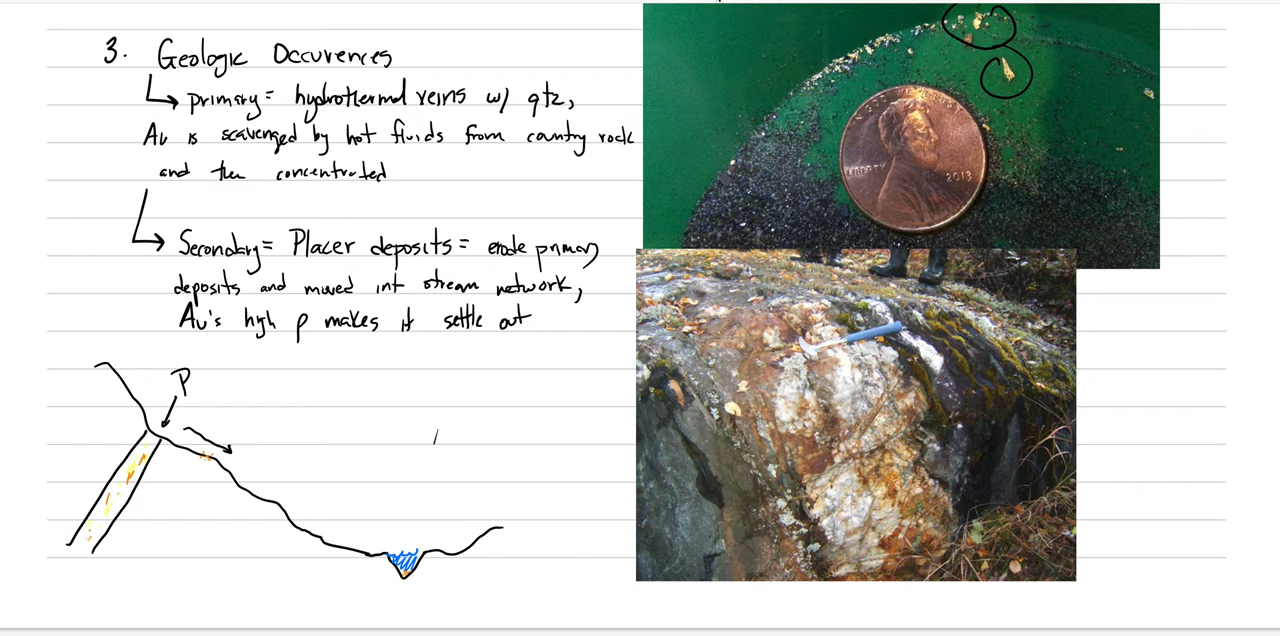 3. Geologic Occurences
primary = hydrothermal veins w/ qtz,
Au is scavenged by hot fluids from country rock
and then concentrated
Secondary = Placer deposits = erode primary
deposits and moved int stream network,
Au's high ρ makes it settle out
P
LIBERTY
2013